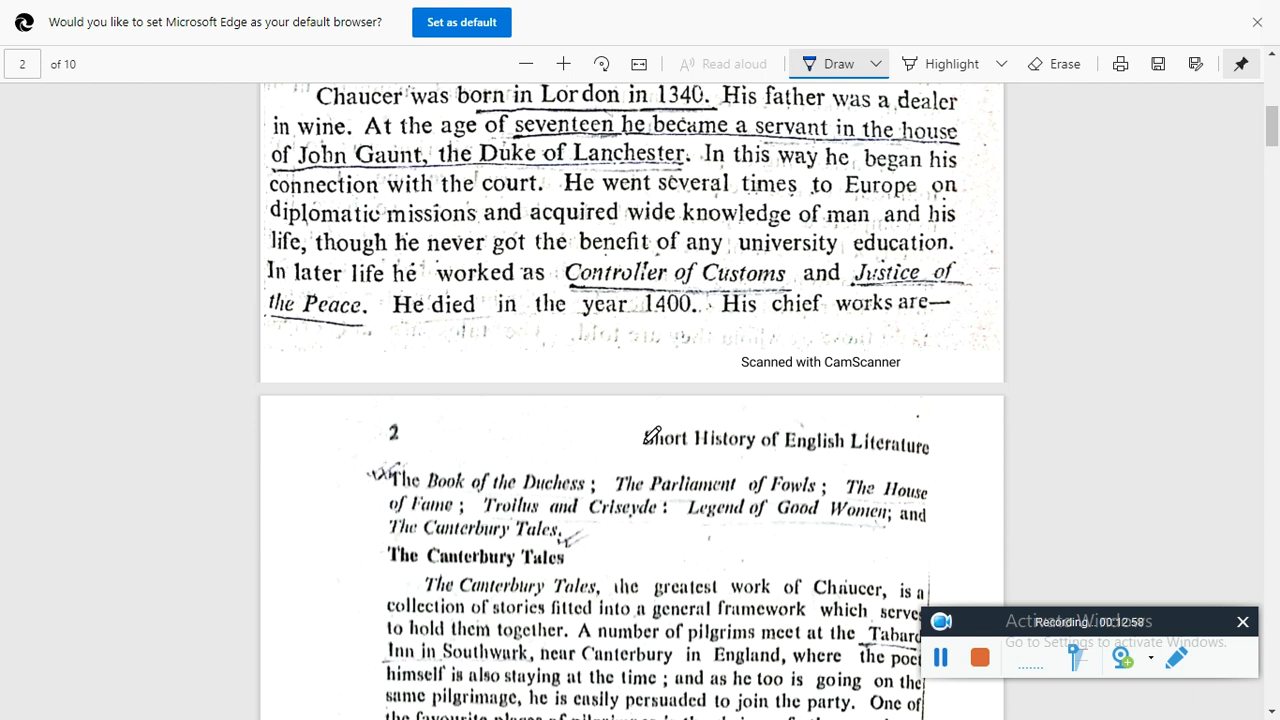 Would you like to set Microsoft Edge as your default browser?
Set as default
2 of 10
Read aloud
Draw
Highlight
Erase
Chaucer was born in Lordon in 1340. His father was a dealer
in wine. At the age of seventeen he became a servant in the house
of John Gaunt, the Duke of Lanchester. In this way he began his
connection with the court. He went several times to Europe on
diplomatic missions and acquired wide knowledge of man and his
life, though he never got the benefit of any university education.
In later life he worked as Controller of Customs and Justice of
the Peace. He died in the year 1400. His chief works are—
Scanned with CamScanner
2
Short History of English Literature
The Book of the Duchess ; The Parliament of Fowls ; The House
of Fame ; Troilus and Criseyde : Legend of Good Women; and
The Canterbury Tales.
The Canterbury Tales
The Canterbury Tales, the greatest work of Chaucer, is a
collection of stories fitted into a general framework which serve
to hold them together. A number of pilgrims meet at the Tabard
Inn in Southwark, near Canterbury in England, where the poet
himself is also staying at the time ; and as he too is going on the
same pilgrimage, he is easily persuaded to join the party. One of
Activate Windows
Go to Settings to activate Windows.
Recording... 00:12:58